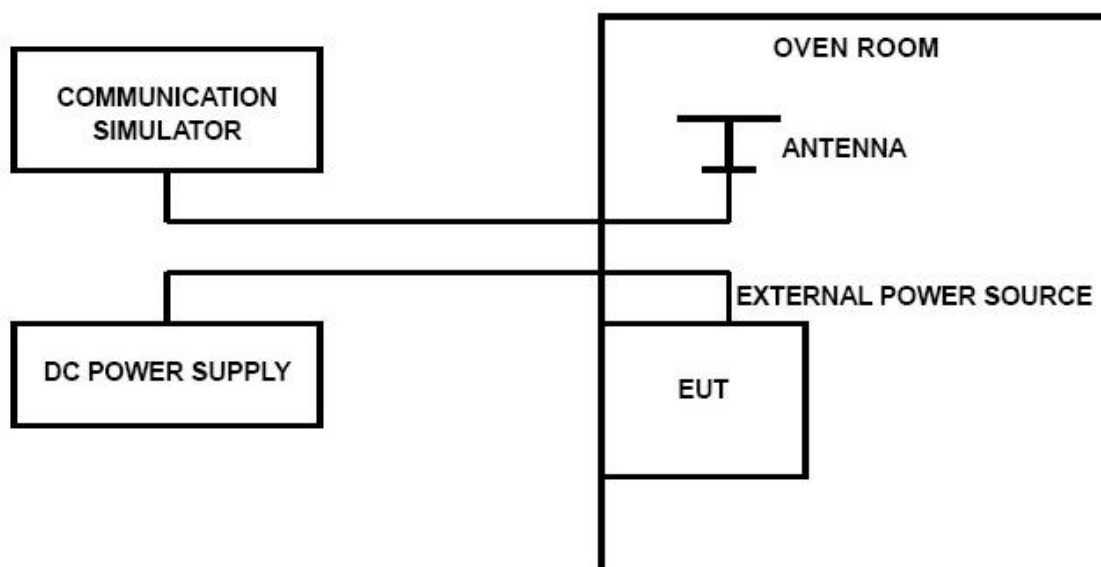 OVEN ROOM
COMMUNICATION
SIMULATOR
ANTENNA
EXTERNAL POWER SOURCE
DC POWER SUPPLY
EUT